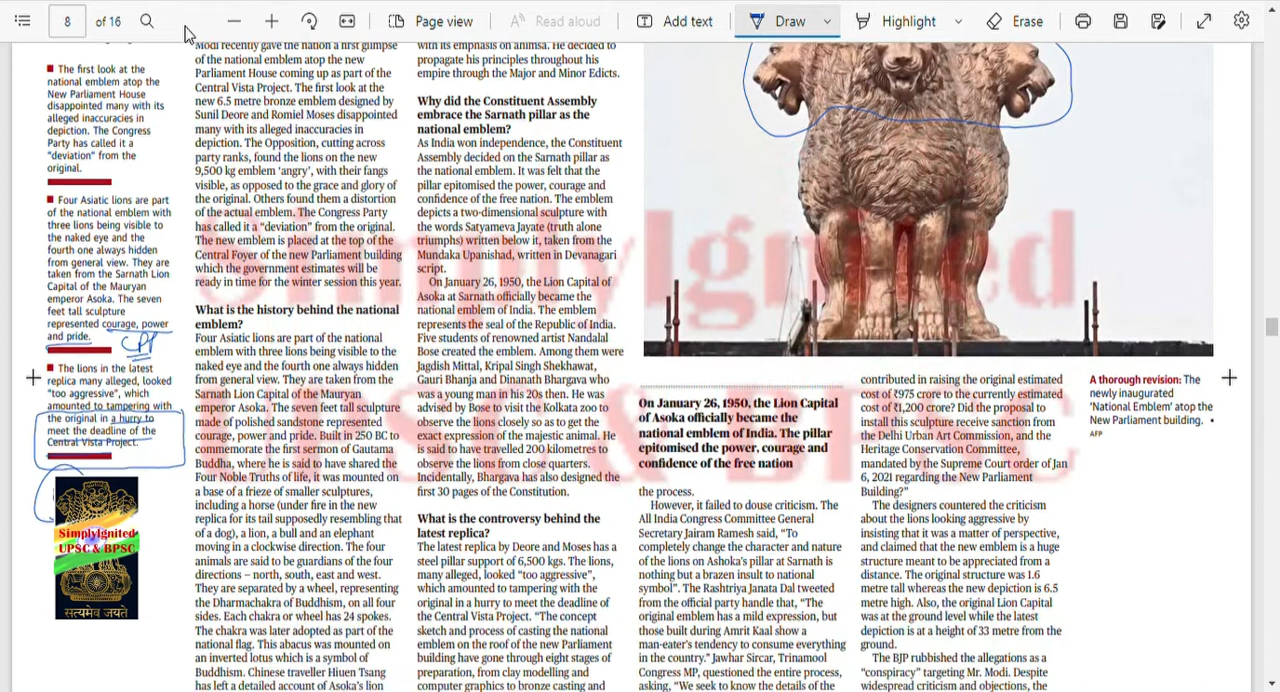 8 of 16
Page view
Read aloud
Add text
Draw
Highlight
Erase
The first look at the
national emblem atop the
New Parliament House
disappointed many with its
alleged inaccuracies in
depiction. The Congress
Party has called it a
"deviation" from the
original.
Four Asiatic lions are part
of the national emblem with
three lions being visible to
the naked eye and the
fourth one always hidden
from general view. They are
taken from the Sarnath Lion
Capital of the Mauryan
emperor Asoka. The seven
feet tall sculpture
represented courage, power
and pride.
CPP
The lions in the latest
replica many alleged, looked
"too aggressive", which
amounted to tampering with
the original in a hurry to
meet the deadline of the
Central Vista Project.
SimplyIgnited
UPSC & BPSC
सत्यमेव जयते
Modi recently gave the nation a first glimpse
of the national emblem atop the new
Parliament House coming up as part of the
Central Vista Project. The first look at the
new 6.5 metre bronze emblem designed by
Sunil Deore and Romiel Moses disappointed
many with its alleged inaccuracies in
depiction. The Opposition, cutting across
party ranks, found the lions on the new
9,500 kg emblem 'angry', with their fangs
visible, as opposed to the grace and glory of
the original. Others found them a distortion
of the actual emblem. The Congress Party
has called it a "deviation" from the original.
The new emblem is placed at the top of the
Central Foyer of the new Parliament building
which the government estimates will be
ready in time for the winter session this year.
What is the history behind the national
emblem?
Four Asiatic lions are part of the national
emblem with three lions being visible to the
naked eye and the fourth one always hidden
from general view. They are taken from the
Sarnath Lion Capital of the Mauryan
emperor Asoka. The seven feet tall sculpture
made of polished sandstone represented
courage, power and pride. Built in 250 BC to
commemorate the first sermon of Gautama
Buddha, where he is said to have shared the
Four Noble Truths of life, it was mounted on
a base of a frieze of smaller sculptures,
including a horse (under fire in the new
replica for its tail supposedly resembling that
of a dog), a lion, a bull and an elephant
moving in a clockwise direction. The four
animals are said to be guardians of the four
directions – north, south, east and west.
They are separated by a wheel, representing
the Dharmachakra of Buddhism, on all four
sides. Each chakra or wheel has 24 spokes.
The chakra was later adopted as part of the
national flag. This abacus was mounted on
an inverted lotus which is a symbol of
Buddhism. Chinese traveller Hiuen Tsang
has left a detailed account of Asoka's lion
with its emphasis on ahimsa. He decided to
propagate his principles throughout his
empire through the Major and Minor Edicts.
Why did the Constituent Assembly
embrace the Sarnath pillar as the
national emblem?
As India won independence, the Constituent
Assembly decided on the Sarnath pillar as
the national emblem. It was felt that the
pillar epitomised the power, courage and
confidence of the free nation. The emblem
depicts a two-dimensional sculpture with
the words Satyameva Jayate (truth alone
triumphs) written below it, taken from the
Mundaka Upanishad, written in Devanagari
script.
On January 26, 1950, the Lion Capital of
Asoka at Sarnath officially became the
national emblem of India. The emblem
represents the seal of the Republic of India.
Five students of renowned artist Nandalal
Bose created the emblem. Among them were
Jagdish Mittal, Kripal Singh Shekhawat,
Gauri Bhanja and Dinanath Bhargava who
was a young man in his 20s then. He was
advised by Bose to visit the Kolkata zoo to
observe the lions closely so as to get the
exact expression of the majestic animal. He
is said to have travelled 200 kilometres to
observe the lions from close quarters.
Incidentally, Bhargava has also designed the
first 30 pages of the Constitution.
What is the controversy behind the
latest replica?
The latest replica by Deore and Moses has a
steel pillar support of 6,500 kgs. The lions,
many alleged, looked "too aggressive",
which amounted to tampering with the
original in a hurry to meet the deadline of
the Central Vista Project. "The concept
sketch and process of casting the national
emblem on the roof of the new Parliament
building have gone through eight stages of
preparation, from clay modelling and
computer graphics to bronze casting and
On January 26, 1950, the Lion Capital
of Asoka officially became the
national emblem of India. The pillar
epitomised the power, courage and
confidence of the free nation
the process.
However, it failed to douse criticism. The
All India Congress Committee General
Secretary Jairam Ramesh said, "To
completely change the character and nature
of the lions on Ashoka's pillar at Sarnath is
nothing but a brazen insult to national
symbol". The Rashtriya Janata Dal tweeted
from the official party handle that, "The
original emblem has a mild expression, but
those built during Amrit Kaal show a
man-eater's tendency to consume everything
in the country." Jawhar Sircar, Trinamool
Congress MP, questioned the entire process,
asking, "We seek to know the details of the
contributed in raising the original estimated
cost of ₹975 crore to the currently estimated
cost of ₹1,200 crore? Did the proposal to
install this sculpture receive sanction from
the Delhi Urban Art Commission, and the
Heritage Conservation Committee,
mandated by the Supreme Court order of Jan
6, 2021 regarding the New Parliament
Building?"
The designers countered the criticism
about the lions looking aggressive by
insisting that it was a matter of perspective,
and claimed that the new emblem is a huge
structure meant to be appreciated from a
distance. The original structure was 1.6
metre tall whereas the new depiction is 6.5
metre high. Also, the original Lion Capital
was at the ground level while the latest
depiction is at a height of 33 metre from the
ground.
The BJP rubbished the allegations as a
"conspiracy" targeting Mr. Modi. Despite
widespread criticism and objections, the
A thorough revision: The
newly inaugurated
'National Emblem' atop the
New Parliament building. •
AFP
SimplyIgnited
UPSC & BPSC